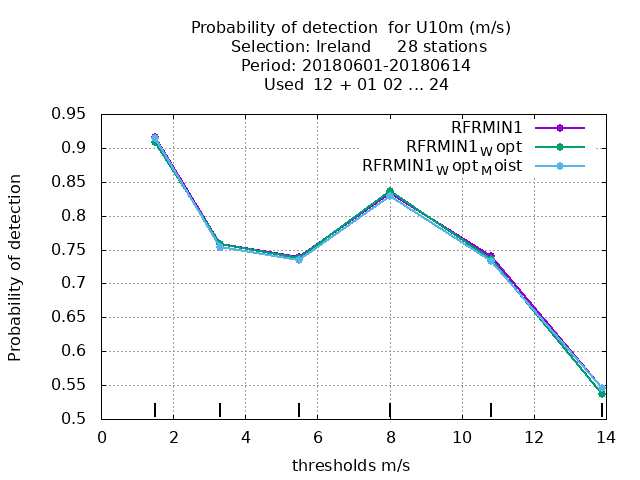 Probability of detection  for U10m (m/s)
Selection: Ireland     28 stations
Period: 20180601-20180614
Used  12 + 01 02 ... 24
RFRMIN1
RFRMIN1Wopt
RFRMIN1WoptMoist
Probability of detection
0.95
0.9
0.85
0.8
0.75
0.7
0.65
0.6
0.55
0.5
0 2 4 6 8 10 12 14
thresholds m/s